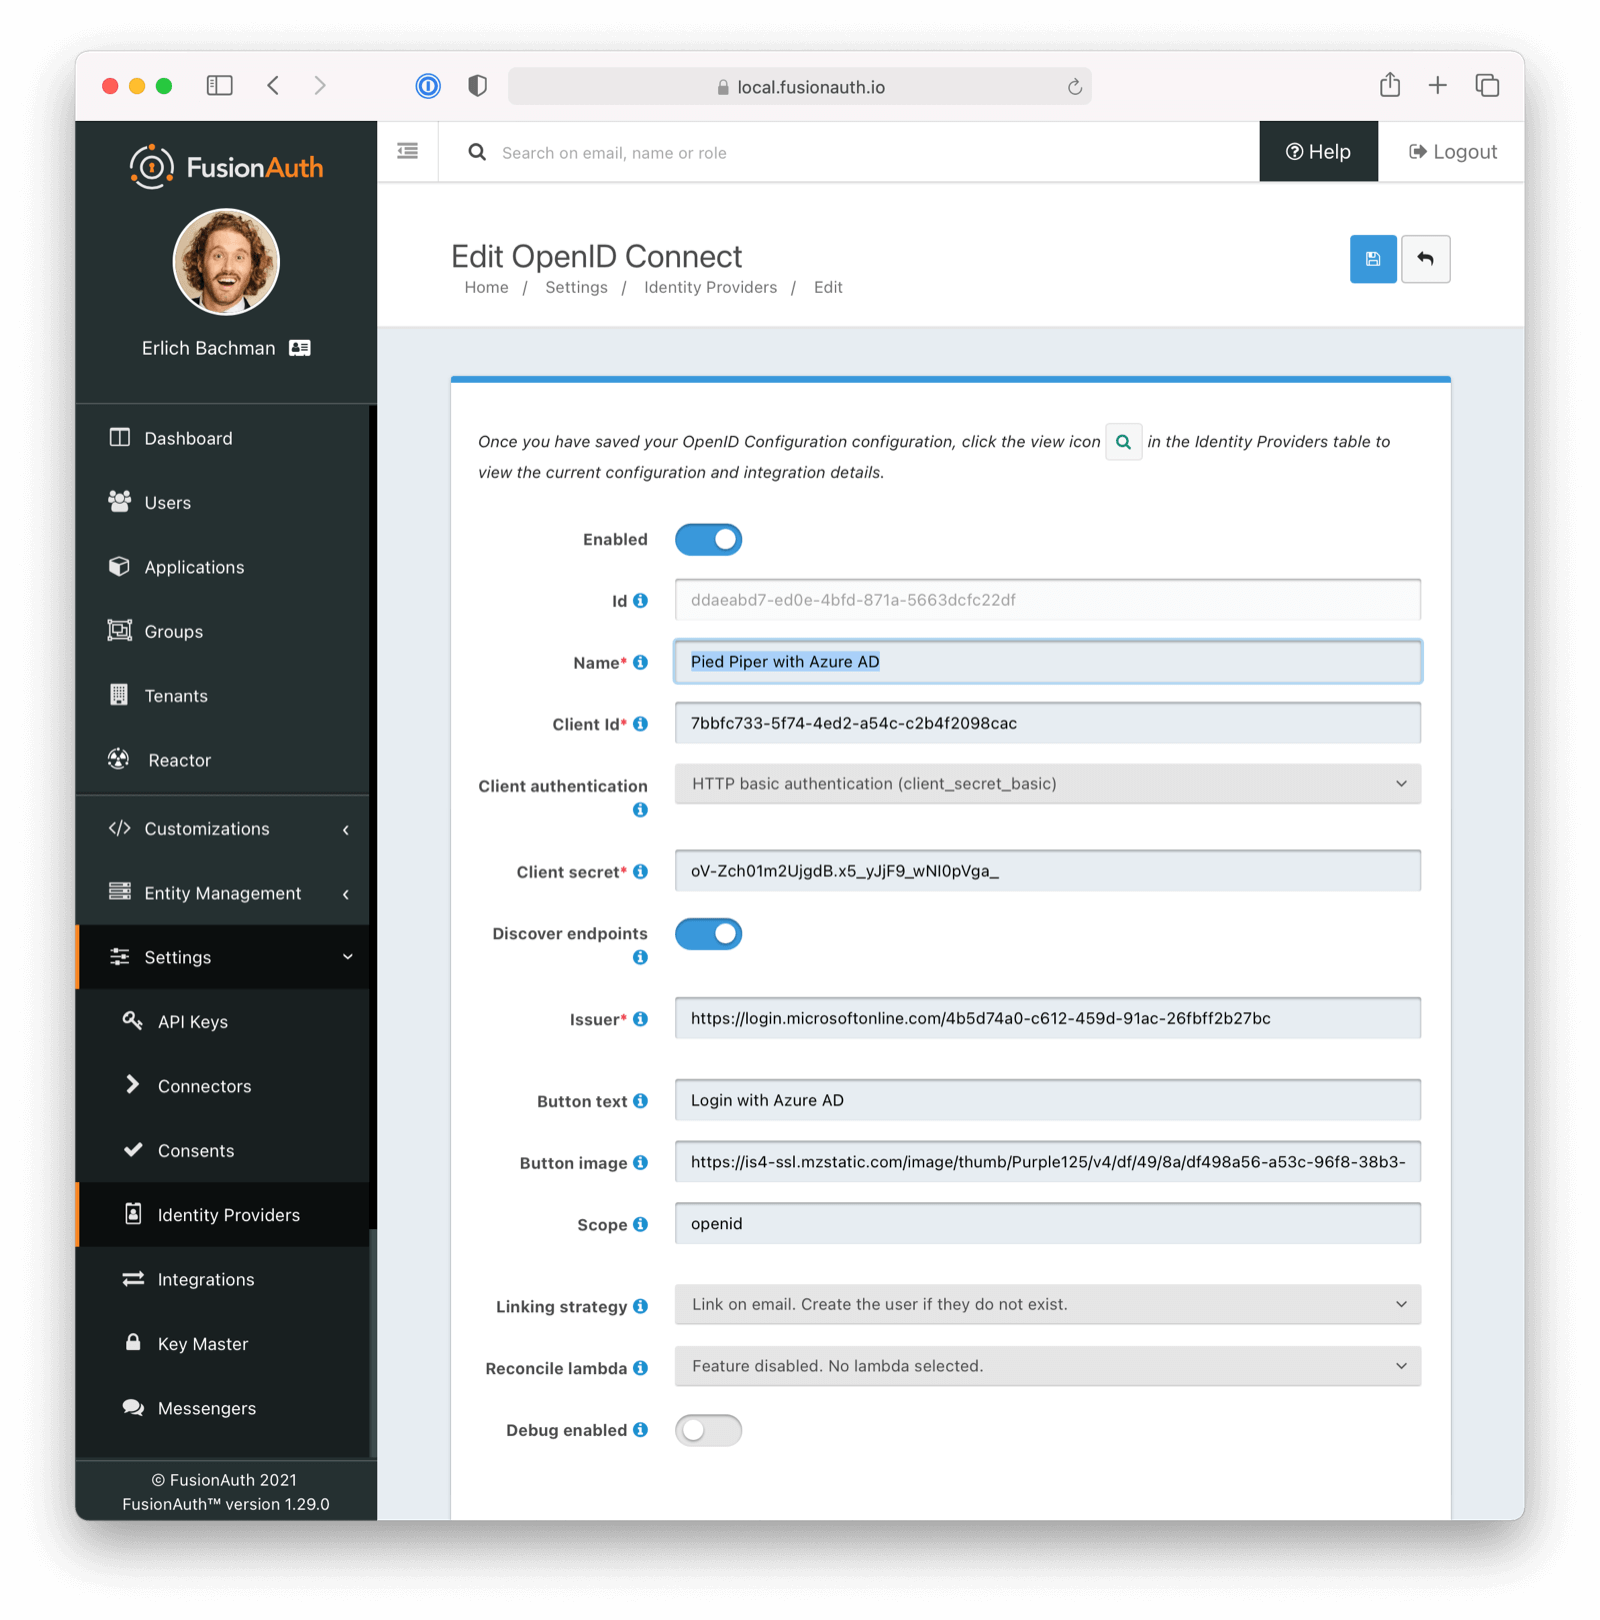 local.fusionauth.io
FusionAuth
Search on email, name or role
Help
Logout
Erlich Bachman
Edit OpenID Connect
Home / Settings / Identity Providers / Edit
Dashboard
Users
Applications
Groups
Tenants
Reactor
Customizations
Entity Management
Settings
API Keys
Connectors
Consents
Identity Providers
Integrations
Key Master
Messengers
© FusionAuth 2021
FusionAuth™ version 1.29.0
Once you have saved your OpenID Configuration configuration, click the view icon in the Identity Providers table to
view the current configuration and integration details.
Enabled
Id ddaeabd7-ed0e-4bfd-871a-5663dcfc22df
Name* Pied Piper with Azure AD
Client Id* 7bbfc733-5f74-4ed2-a54c-c2b4f2098cac
Client authentication HTTP basic authentication (client_secret_basic)
Client secret* oV-Zch01m2UjgdB.x5_yJjF9_wNI0pVga_
Discover endpoints
Issuer* https://login.microsoftonline.com/4b5d74a0-c612-459d-91ac-26fbff2b27bc
Button text Login with Azure AD
Button image https://is4-ssl.mzstatic.com/image/thumb/Purple125/v4/df/49/8a/df498a56-a53c-96f8-38b3-
Scope openid
Linking strategy Link on email. Create the user if they do not exist.
Reconcile lambda Feature disabled. No lambda selected.
Debug enabled